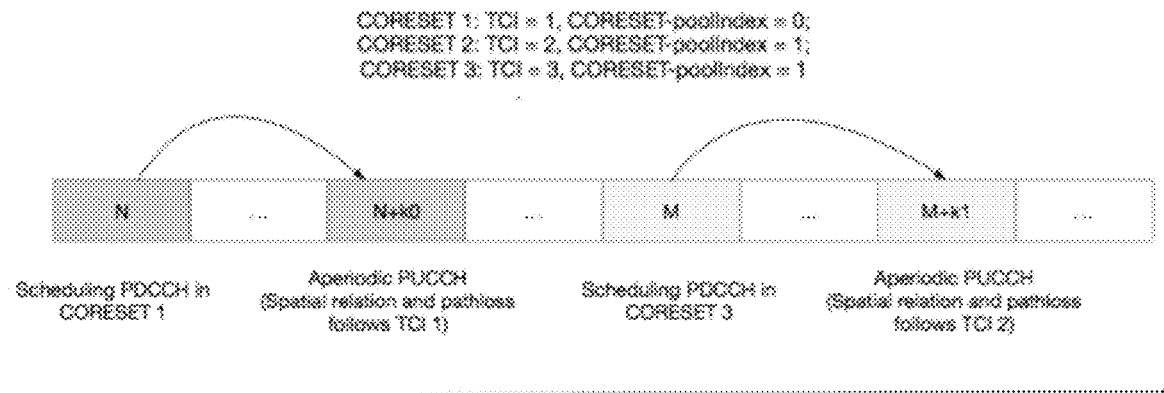 CORESET 1: TCI = 1, CORESET-poolIndex = 0;
CORESET 2: TCI = 2, CORESET-poolIndex = 1;
CORESET 3: TCI = 3, CORESET-poolIndex = 1
N
...
N+k0
...
M
...
M+k1
...
Scheduling PDCCH in
CORESET 1
Aperiodic PUCCH
(Spatial relation and pathloss
follows TCI 1)
Scheduling PDCCH in
CORESET 3
Aperiodic PUCCH
(Spatial relation and pathloss
follows TCI 2)